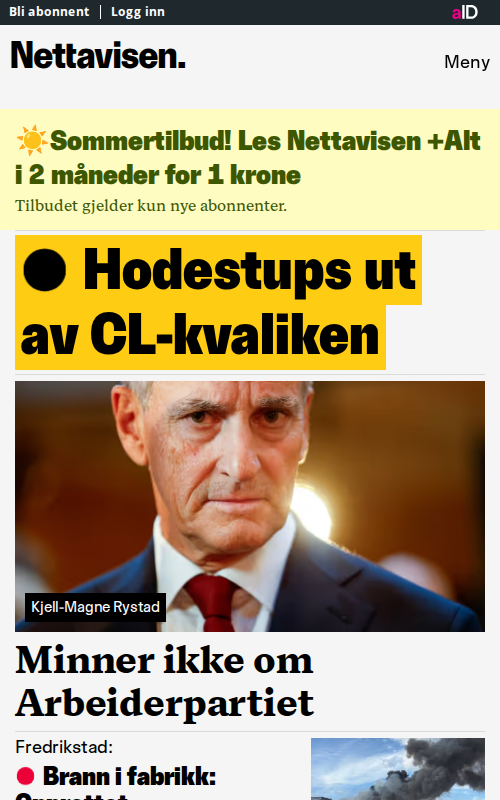 Bli abonnent
Logg inn
aID
Nettavisen.
Meny
Sommertilbud! Les Nettavisen +Alt
i 2 måneder for 1 krone
Tilbudet gjelder kun nye abonnenter.
Hodestups ut
av CL-kvaliken
Kjell-Magne Rystad
Minner ikke om
Arbeiderpartiet
Fredrikstad:
Brann i fabrikk: